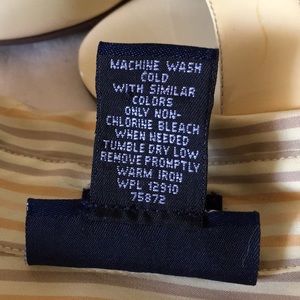 MACHINE WASH
COLD
WITH SIMILAR
COLORS
ONLY NON-
CHLORINE BLEACH
WHEN NEEDED
TUMBLE DRY LOW
REMOVE PROMPTLY
WARM IRON
WPL 12910
75872